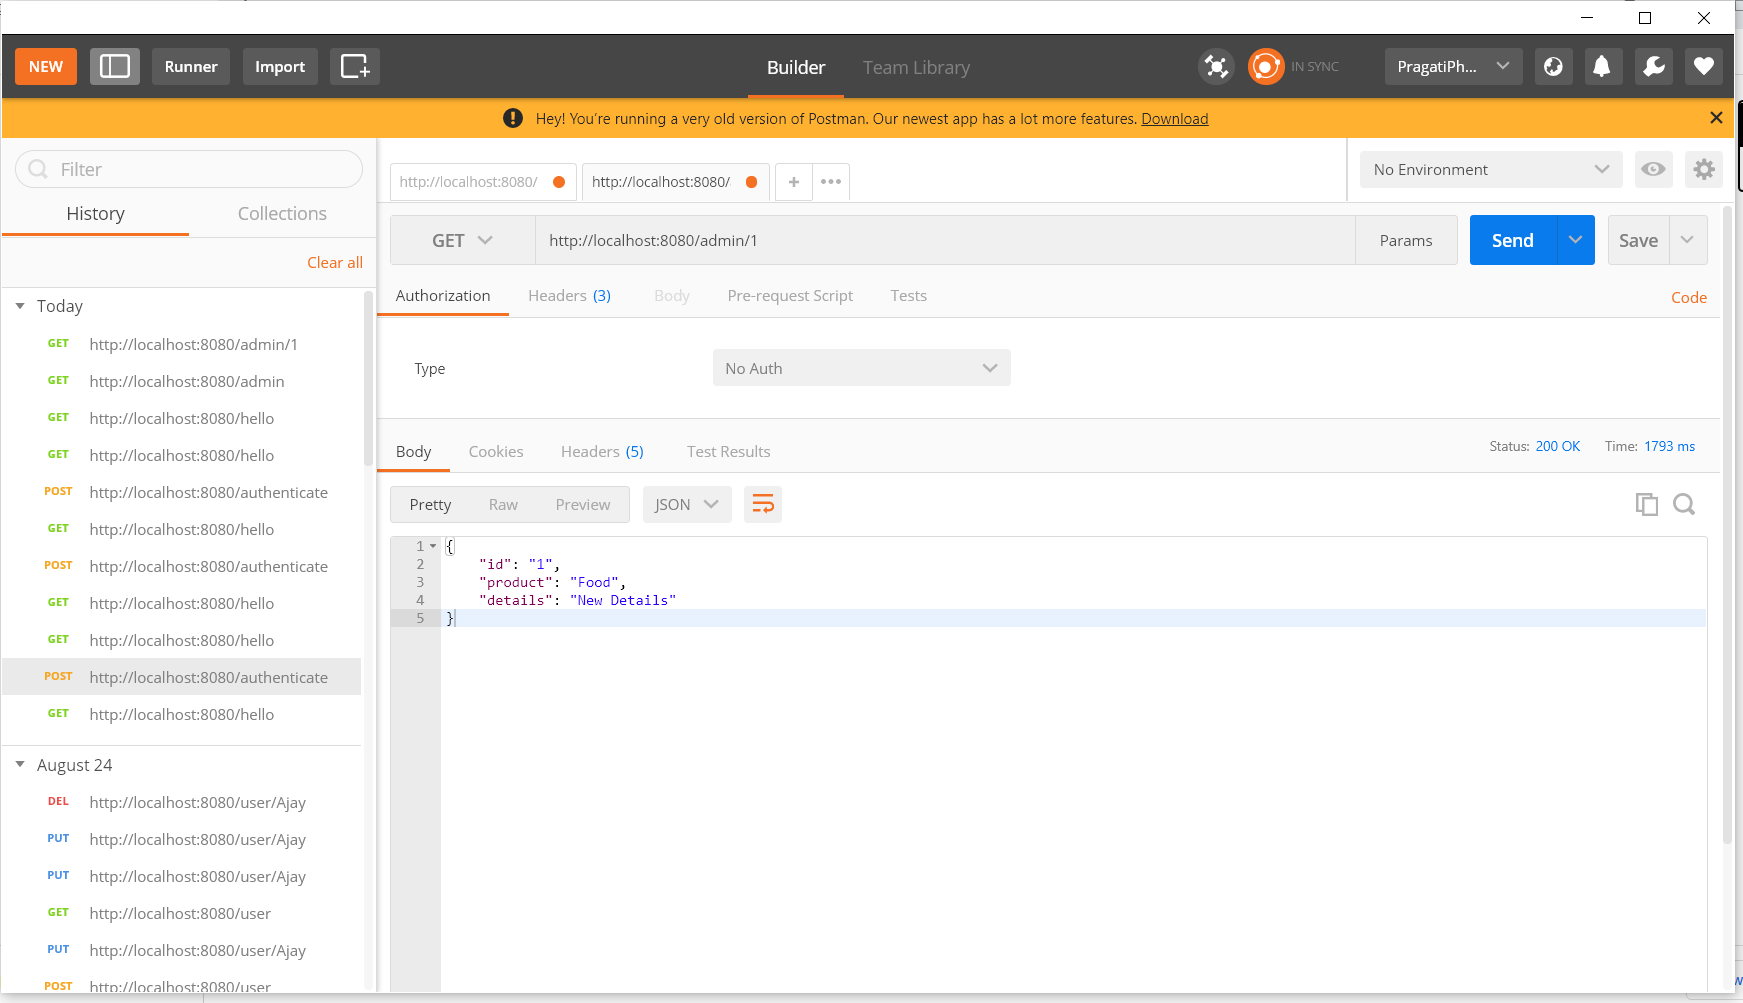 NEW Runner Import Builder Team Library IN SYNC PragatiPh...
Hey! You're running a very old version of Postman. Our newest app has a lot more features. Download
Filter
History Collections
Clear all
Today
GET http://localhost:8080/admin/1
GET http://localhost:8080/admin
GET http://localhost:8080/hello
GET http://localhost:8080/hello
POST http://localhost:8080/authenticate
GET http://localhost:8080/hello
POST http://localhost:8080/authenticate
GET http://localhost:8080/hello
GET http://localhost:8080/hello
POST http://localhost:8080/authenticate
GET http://localhost:8080/hello
August 24
DEL http://localhost:8080/user/Ajay
PUT http://localhost:8080/user/Ajay
PUT http://localhost:8080/user/Ajay
GET http://localhost:8080/user
PUT http://localhost:8080/user/Ajay
POST http://localhost:8080/user
http://localhost:8080/ http://localhost:8080/ + •••
No Environment
GET http://localhost:8080/admin/1 Params Send Save
Authorization Headers (3) Body Pre-request Script Tests Code
Type No Auth
Body Cookies Headers (5) Test Results Status: 200 OK Time: 1793 ms
Pretty Raw Preview JSON
1 {
2 "id": "1",
3 "product": "Food",
4 "details": "New Details"
5 }